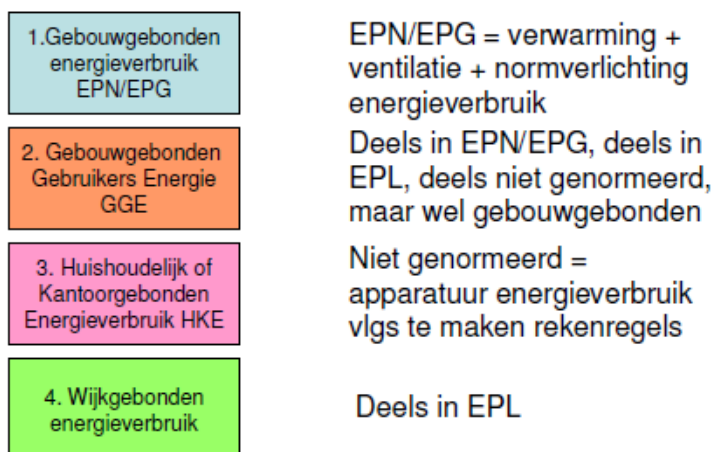 1.Gebouwgebonden
energieverbruik
EPN/EPG
EPN/EPG = verwarming +
ventilatie + normverlichting
energieverbruik
2. Gebouwgebonden
Gebruikers Energie
GGE
Deels in EPN/EPG, deels in
EPL, deels niet genormeerd,
maar wel gebouwgebonden
3. Huishoudelijk of
Kantoorgebonden
Energieverbruik HKE
Niet genormeerd =
apparatuur energieverbruik
vlgs te maken rekenregels
4. Wijkgebonden
energieverbruik
Deels in EPL